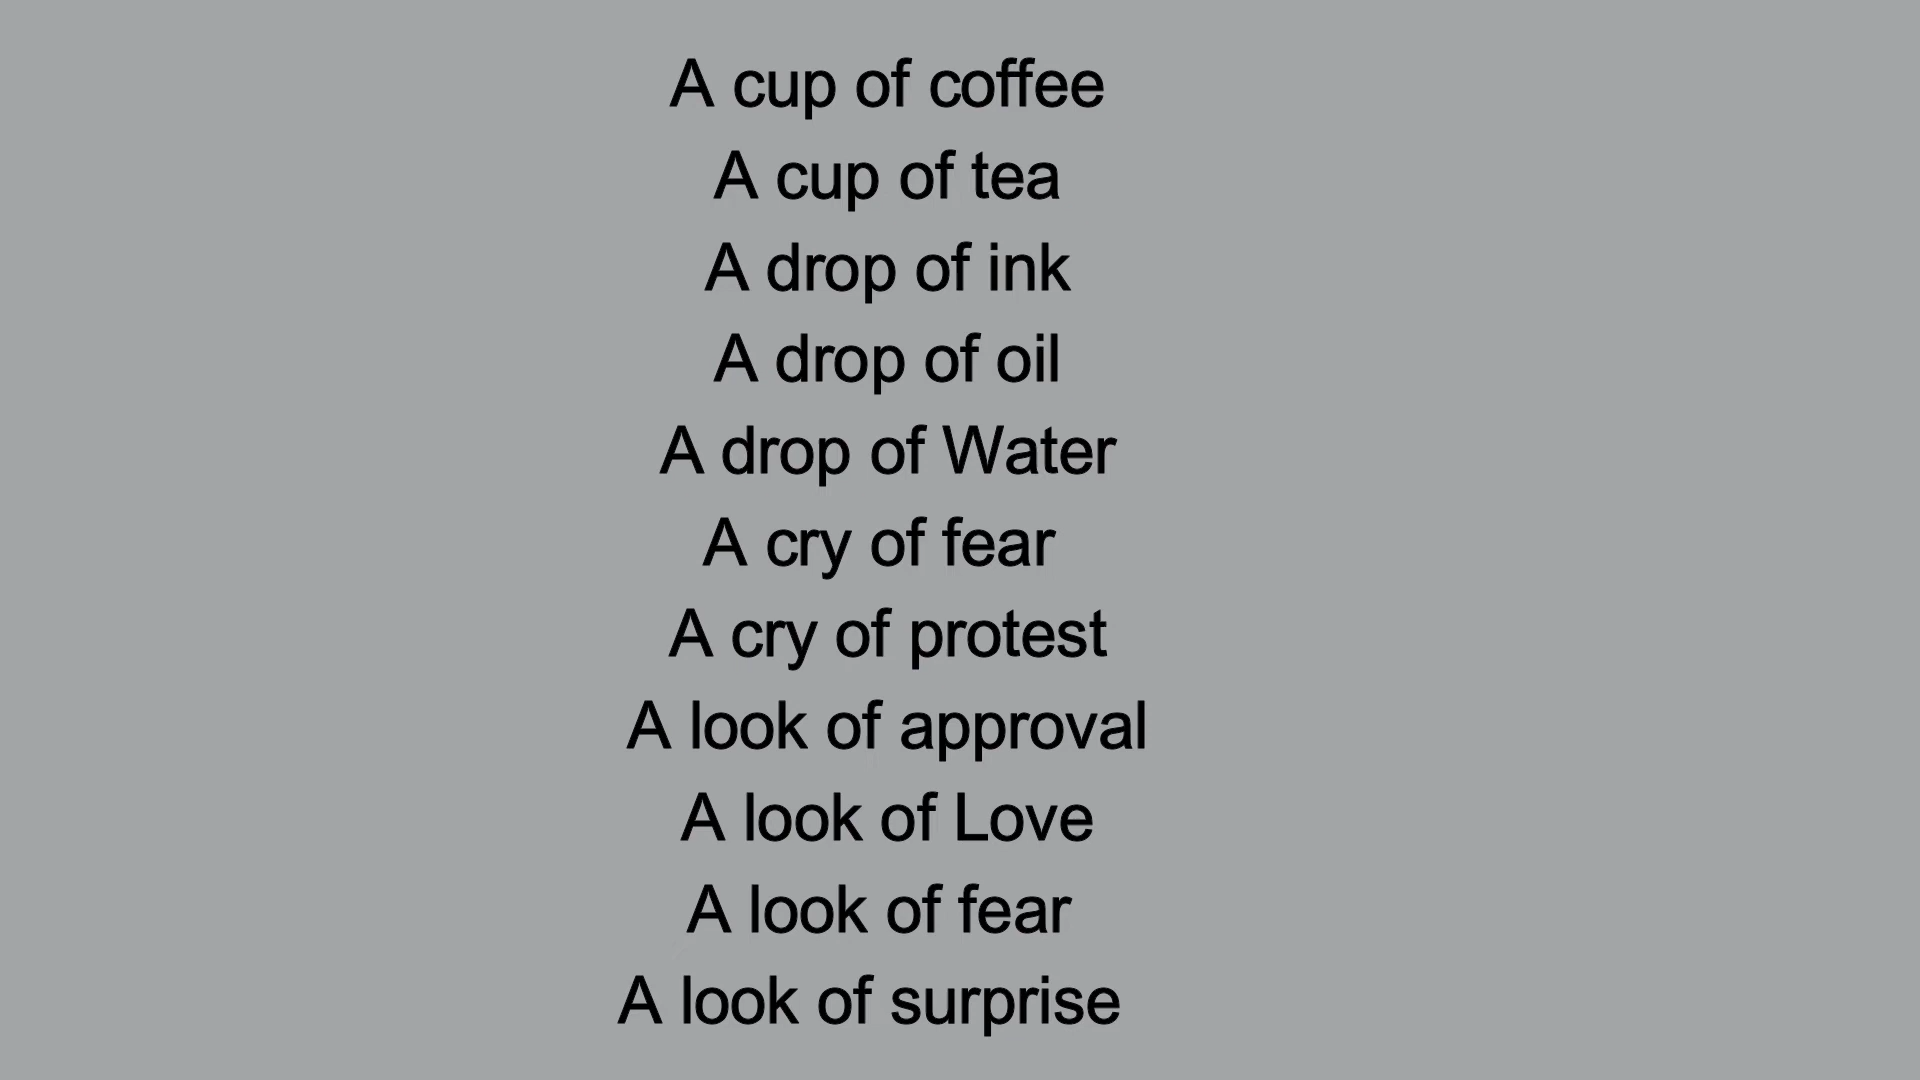 A cup of coffee
A cup of tea
A drop of ink
A drop of oil
A drop of Water
A cry of fear
A cry of protest
A look of approval
A look of Love
A look of fear
A look of surprise